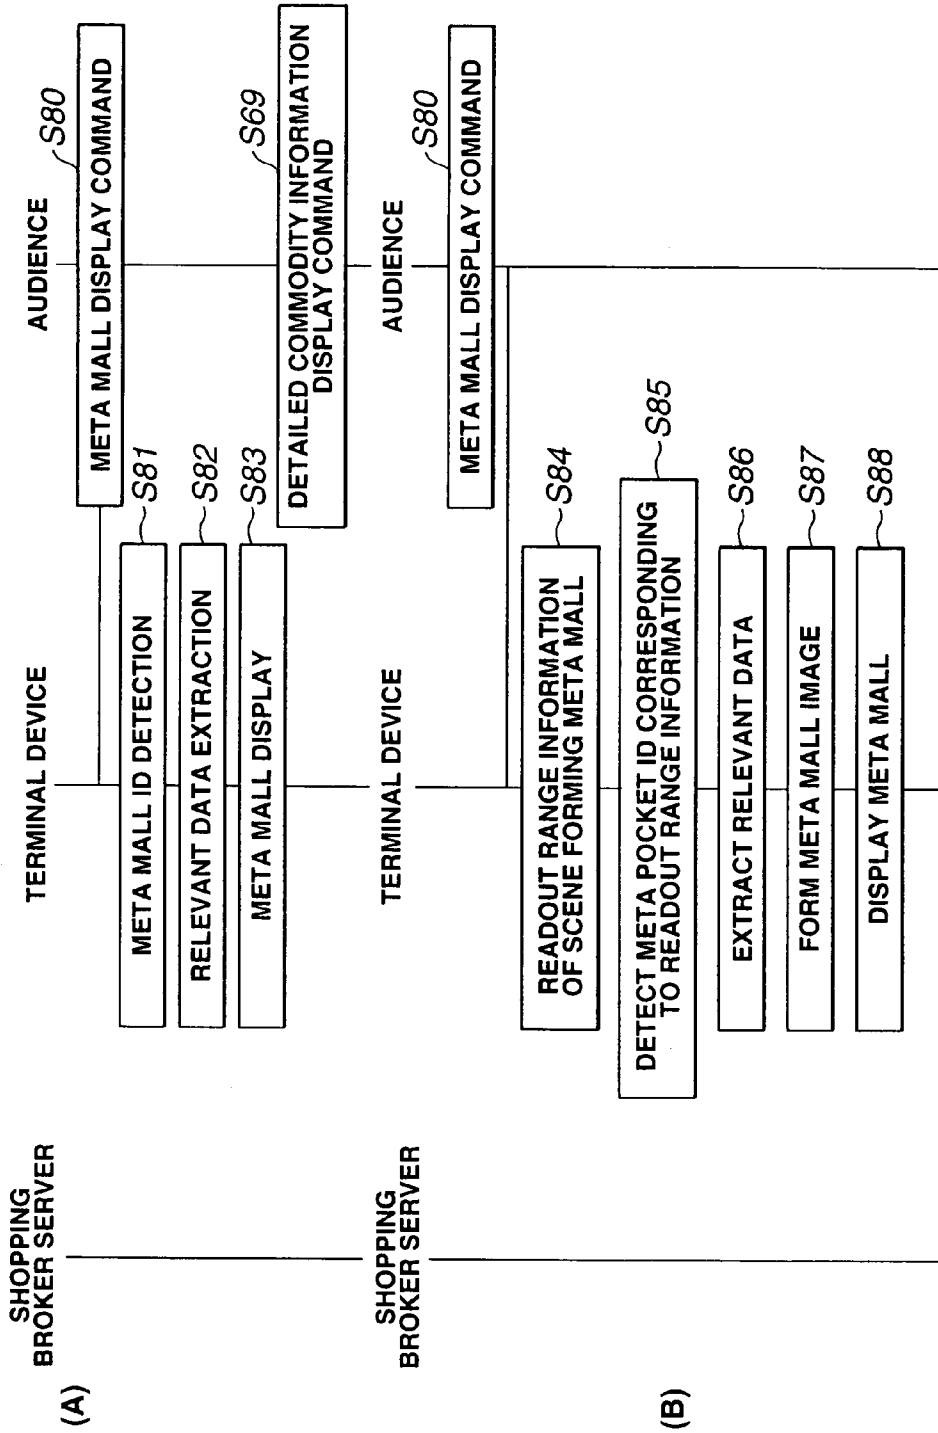 (A)
SHOPPING
BROKER SERVER
TERMINAL DEVICE
AUDIENCE
META MALL DISPLAY COMMAND
S80
META MALL ID DETECTION
S81
RELEVANT DATA EXTRACTION
S82
META MALL DISPLAY
S83
DETAILED COMMODITY INFORMATION
DISPLAY COMMAND
S69
(B)
SHOPPING
BROKER SERVER
TERMINAL DEVICE
AUDIENCE
META MALL DISPLAY COMMAND
S80
READOUT RANGE INFORMATION
OF SCENE FORMING META MALL
S84
DETECT META POCKET ID CORRESPONDING
TO READOUT RANGE INFORMATION
S85
EXTRACT RELEVANT DATA
S86
FORM META MALL IMAGE
S87
DISPLAY META MALL
S88